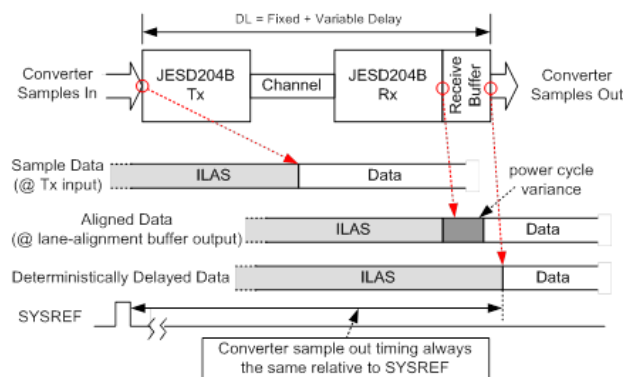 DL = Fixed + Variable Delay
Converter
Samples In
JESD204B
Tx
Channel
JESD204B
Rx
Receive
Buffer
Converter
Samples Out
Sample Data
(@ Tx input)
ILAS
Data
power cycle
variance
Aligned Data
(@ lane-alignment buffer output)
ILAS
Data
Deterministically Delayed Data
ILAS
Data
SYSREF
Converter sample out timing always
the same relative to SYSREF